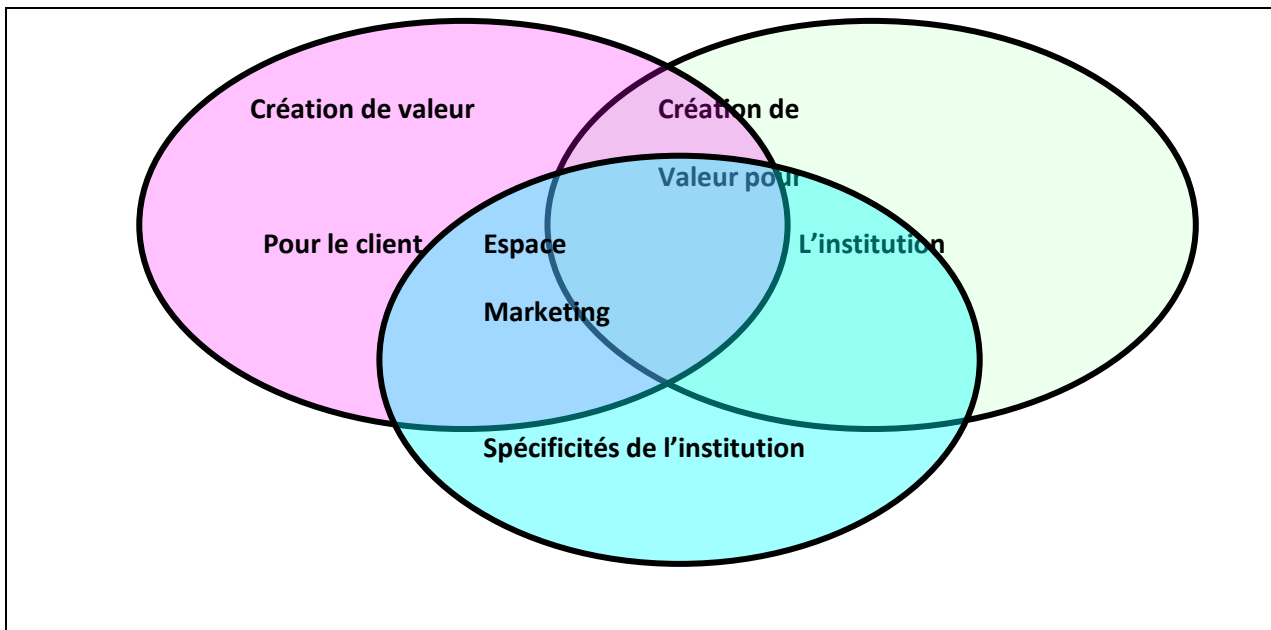 Création de valeur
Création de
Valeur pour
Pour le client
Espace
L’institution
Marketing
Spécificités de l’institution